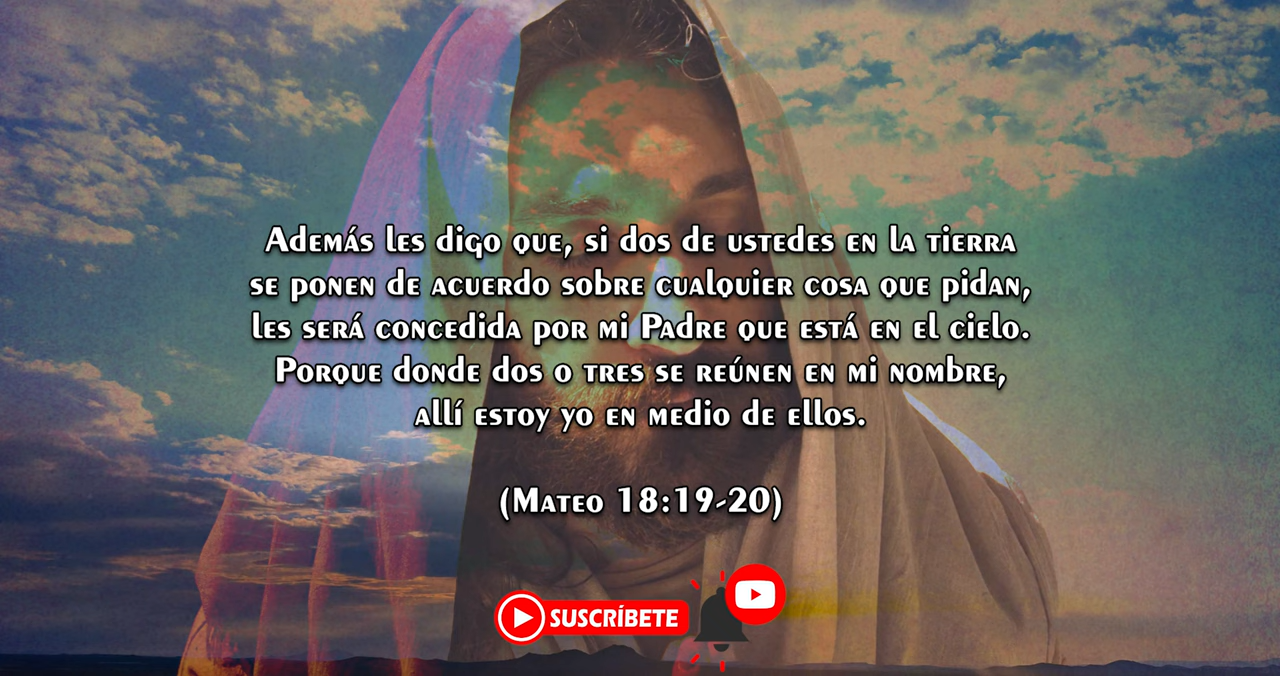 Además les digo que, si dos de ustedes en la tierra
se ponen de acuerdo sobre cualquier cosa que pidan,
les será concedida por mi Padre que está en el cielo.
Porque donde dos o tres se reúnen en mi nombre,
allí estoy yo en medio de ellos.
(Mateo 18:19-20)
SUSCRÍBETE